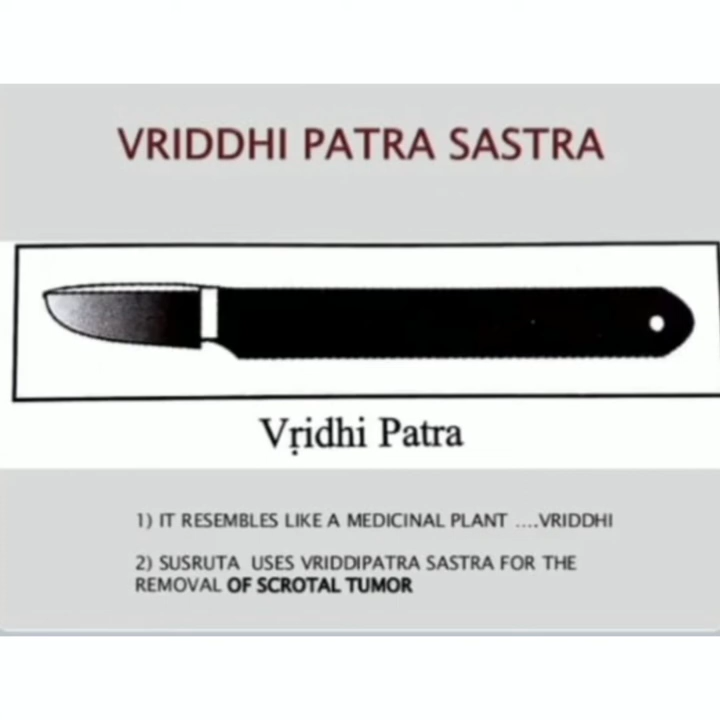 VRIDDHI PATRA SASTRA
Vṛidhi Patra
1) IT RESEMBLES LIKE A MEDICINAL PLANT ....VRIDDHI
2) SUSRUTA USES VRIDDIPATRA SASTRA FOR THE
REMOVAL OF SCROTAL TUMOR